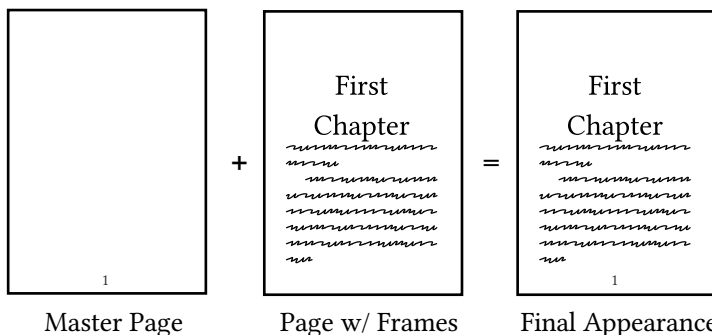 First
Chapter
+
=
1
Master Page
Page w/ Frames
First
Chapter
1
Final Appearance